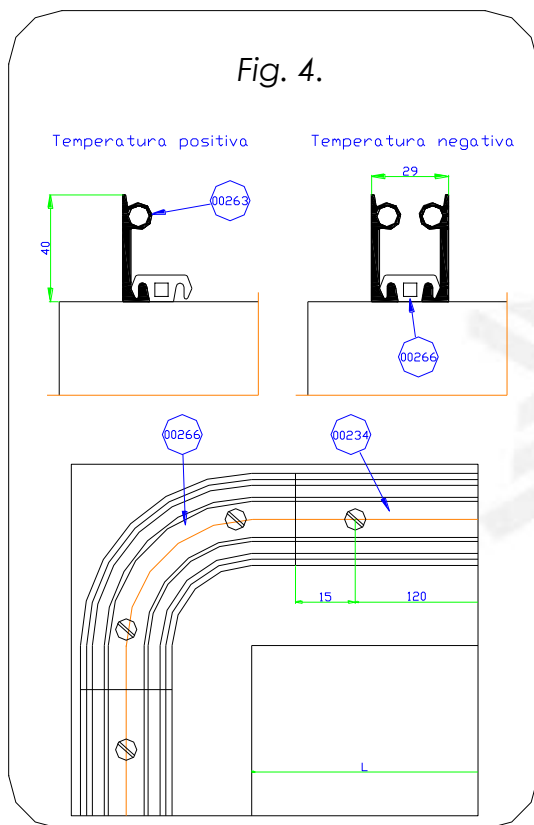 Fig. 4.
Temperatura positiva
Temperatura negativa
29
00263
40
00266
00266
00234
15
120
L